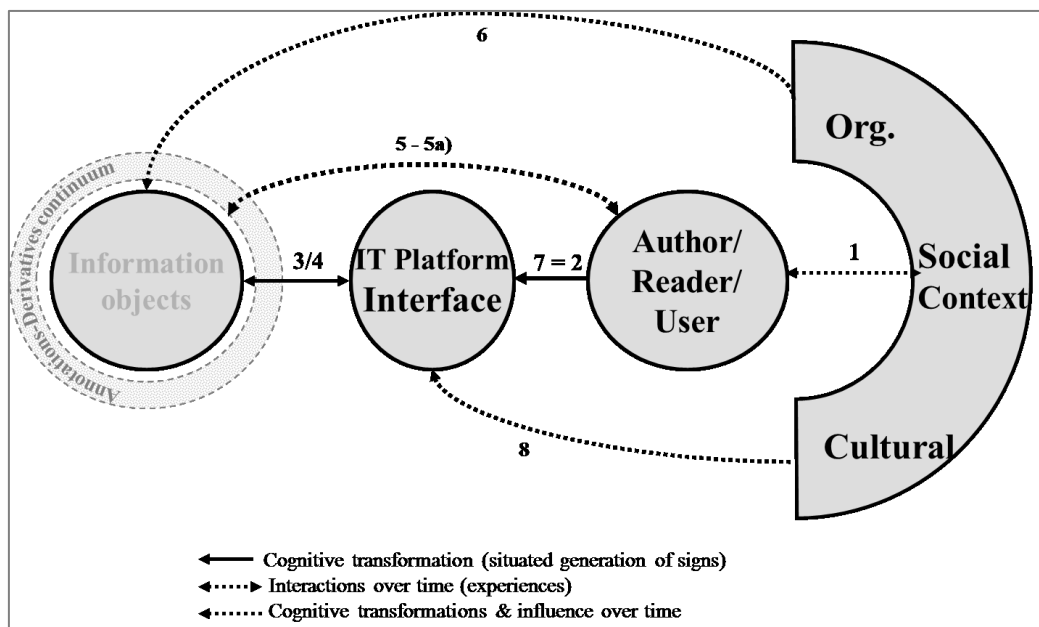 6
Org.
5 - 5a)
Annotations-Derivatives continuum
Information
objects
3/4
IT Platform
Interface
7 = 2
Author/
Reader/
User
1
Social
Context
8
Cultural
Cognitive transformation (situated generation of signs)
Interactions over time (experiences)
Cognitive transformations & influence over time